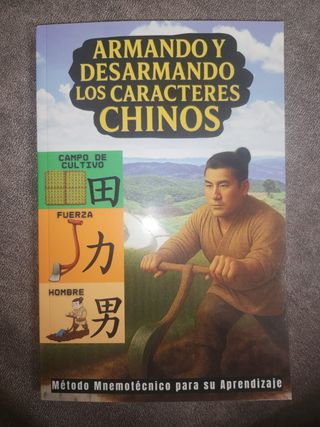 ARMANDO Y
DESARMANDO
LOS CARACTERES
CHINOS
CAMPO DE
CULTIVO
田
FUERZA
力
HOMBRE
男
Método Mnemotécnico para su Aprendizaje